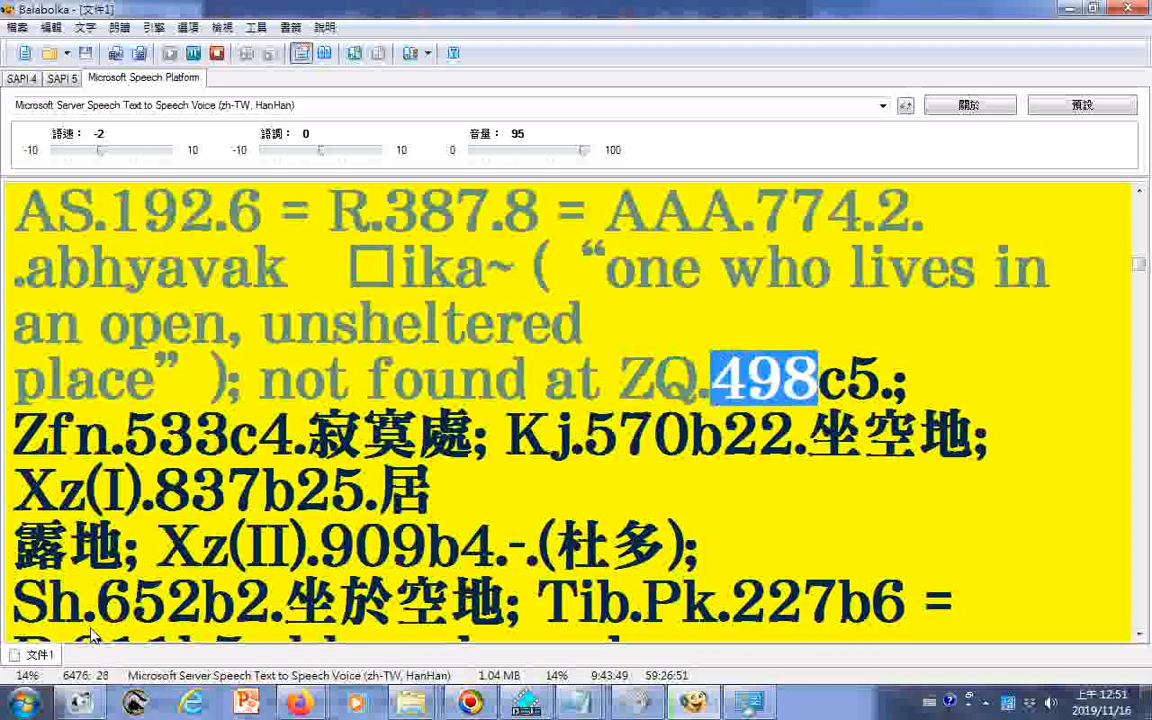 Balabolka - [文件1]
檔案 編輯 文字 朗讀 引擎 選項 檢視 工具 書籤 說明
SAPI 4 SAPI 5 Microsoft Speech Platform
Microsoft Server Speech Text to Speech Voice (zh-TW, HanHan) 關於 預設
語速： -2 語調： 0 音量： 95
-10 10 -10 10 0 100
AS.192.6 = R.387.8 = AAA.774.2.
.abhyavak □ika~ (“one who lives in
an open, unsheltered
place”); not found at ZQ.498c5.;
Zfn.533c4.寂寞處; Kj.570b22.坐空地;
Xz(I).837b25.居
露地; Xz(II).909b4.-.(杜多);
Sh.652b2.坐於空地; Tib.Pk.227b6 =
文件1
14% 6476: 28 Microsoft Server Speech Text to Speech Voice (zh-TW, HanHan) 1.04 MB 14% 9:43:49 59:26:51
上午 12:51
2019/11/16